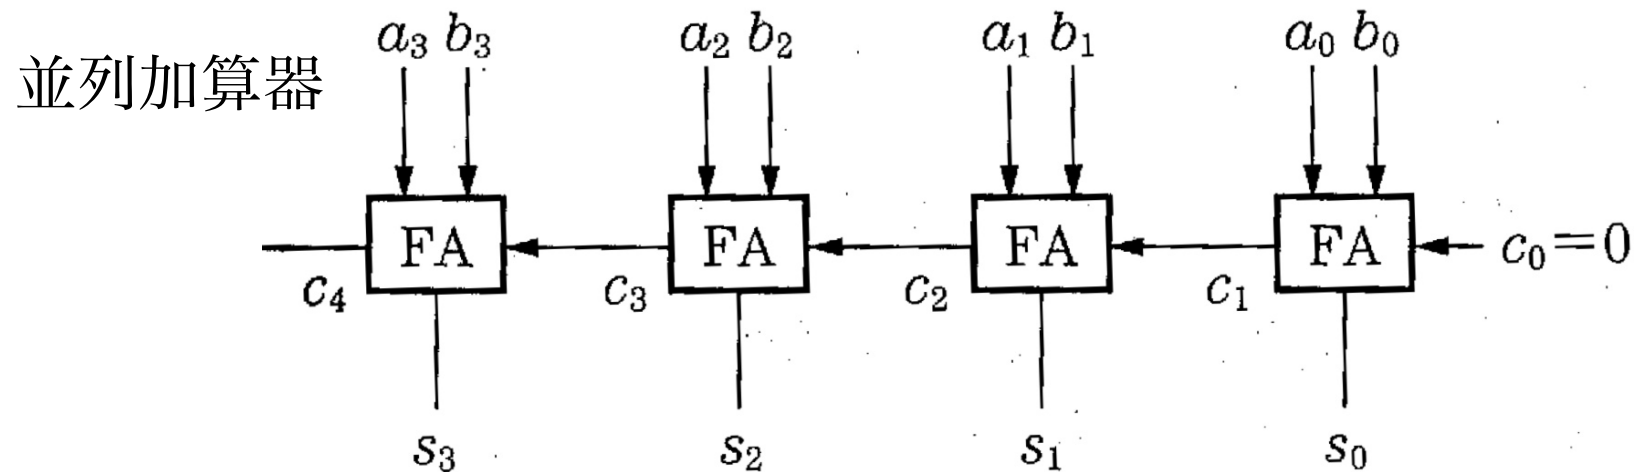 並列加算器
a₃ b₃ a₂ b₂ a₁ b₁ a₀ b₀
FA FA FA FA c₀=0
c₄ c₃ c₂ c₁
s₃ s₂ s₁ s₀